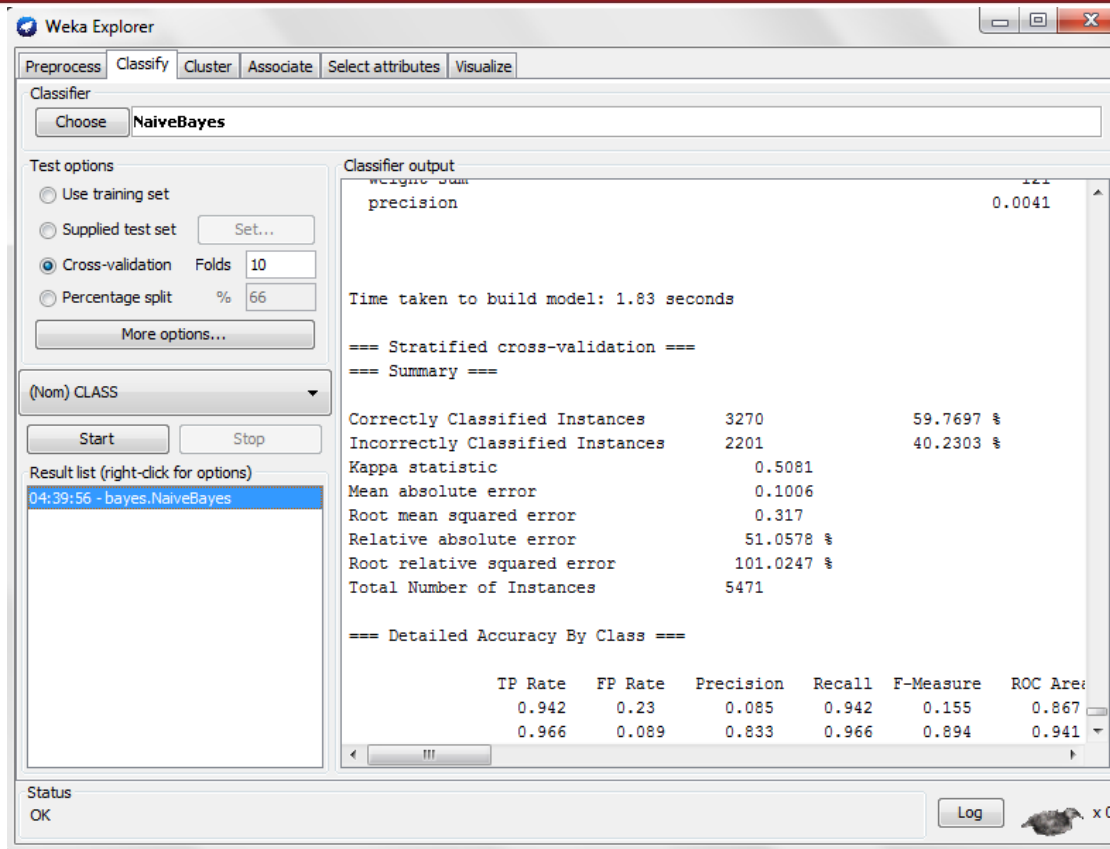 Weka Explorer
Preprocess Classify Cluster Associate Select attributes Visualize
Classifier
Choose NaiveBayes
Test options
Use training set
Supplied test set Set...
Cross-validation Folds 10
Percentage split % 66
More options...
(Nom) CLASS
Start Stop
Result list (right-click for options)
04:39:56 - bayes.NaiveBayes
Classifier output
weight sum 121
precision 0.0041
Time taken to build model: 1.83 seconds
=== Stratified cross-validation ===
=== Summary ===
Correctly Classified Instances 3270 59.7697 %
Incorrectly Classified Instances 2201 40.2303 %
Kappa statistic 0.5081
Mean absolute error 0.1006
Root mean squared error 0.317
Relative absolute error 51.0578 %
Root relative squared error 101.0247 %
Total Number of Instances 5471
=== Detailed Accuracy By Class ===
TP Rate FP Rate Precision Recall F-Measure ROC Area
0.942 0.23 0.085 0.942 0.155 0.867
0.966 0.089 0.833 0.966 0.894 0.941
Status
OK
Log
x 0